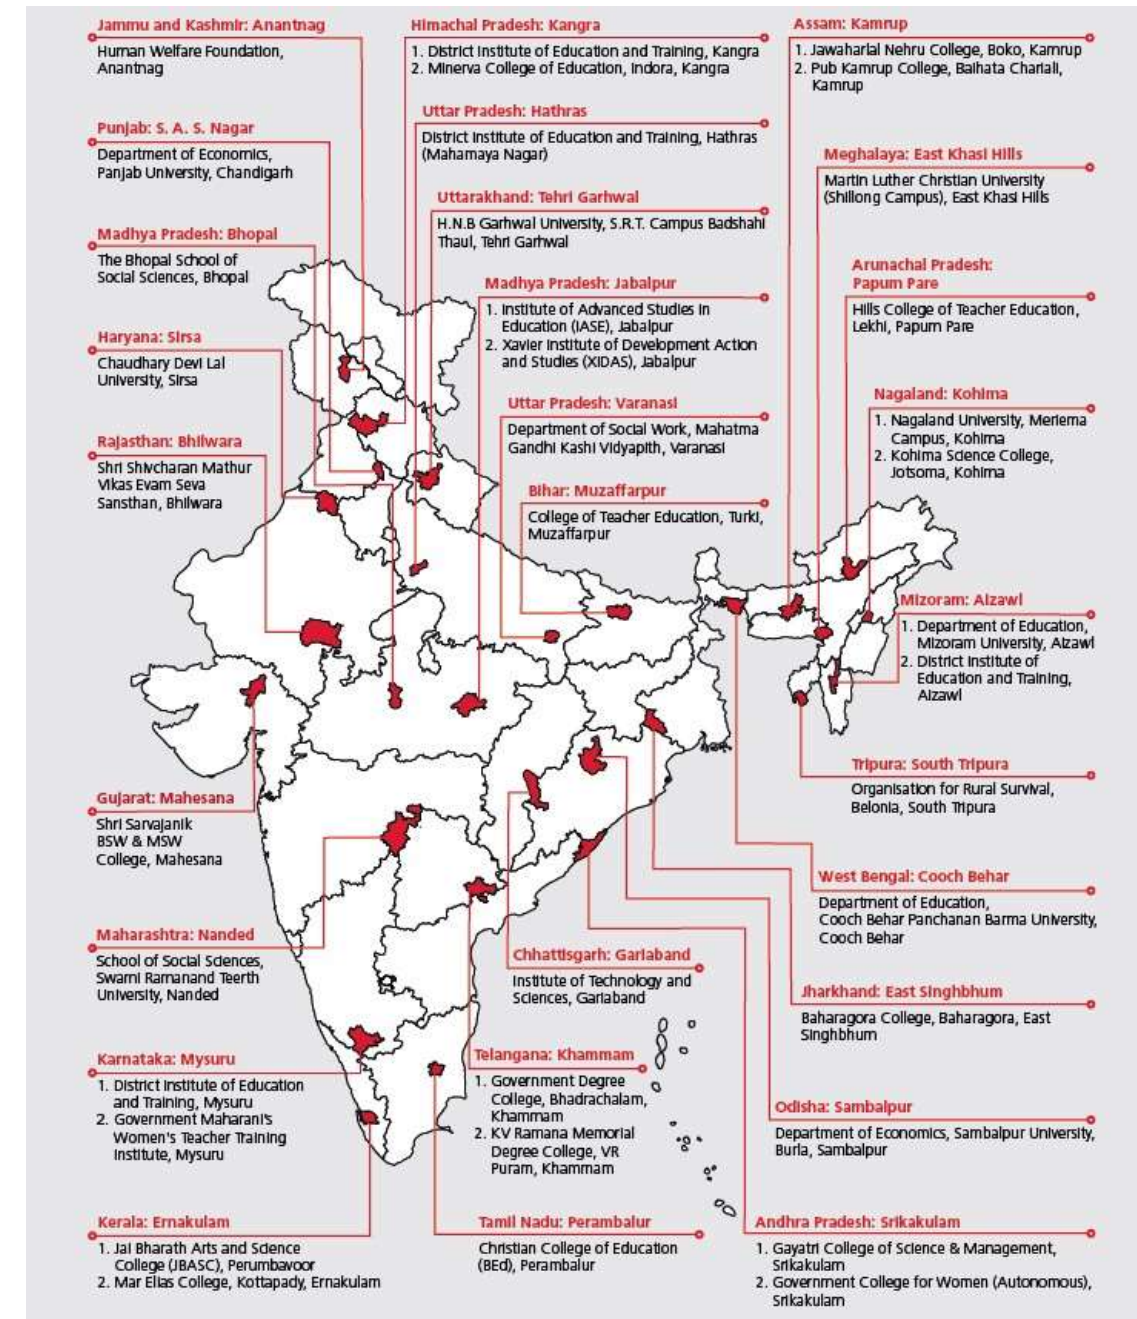 Jammu and Kashmir: Anantnag
Human Welfare Foundation,
Anantnag
Punjab: S. A. S. Nagar
Department of Economics,
Panjab University, Chandigarh
Madhya Pradesh: Bhopal
The Bhopal School of
Social Sciences, Bhopal
Haryana: Sirsa
Chaudhary Devi Lal
University, Sirsa
Rajasthan: Bhilwara
Shri Shivcharan Mathur
Vikas Evam Seva
Sansthan, Bhilwara
Gujarat: Mahesana
Shri Sarvajanik
BSW & MSW
College, Mahesana
Maharashtra: Nanded
School of Social Sciences,
Swami Ramanand Teerth
University, Nanded
Karnataka: Mysuru
1. District Institute of Education
and Training, Mysuru
2. Government Maharani's
Women's Teacher Training
Institute, Mysuru
Kerala: Ernakulam
1. Jai Bharath Arts and Science
College (JBASC), Perumbavoor
2. Mar Elias College, Kottapady, Ernakulam
Himachal Pradesh: Kangra
1. District Institute of Education and Training, Kangra
2. Minerva College of Education, Indora, Kangra
Uttar Pradesh: Hathras
District Institute of Education and Training, Hathras
(Mahamaya Nagar)
Uttarakhand: Tehri Garhwal
H.N.B Garhwal University, S.R.T. Campus Badshahi
Thaul, Tehri Garhwal
Madhya Pradesh: Jabalpur
1. Institute of Advanced Studies in
Education (IASE), Jabalpur
2. Xavier Institute of Development Action
and Studies (XIDAS), Jabalpur
Uttar Pradesh: Varanasi
Department of Social Work, Mahatma
Gandhi Kashi Vidyapith, Varanasi
Bihar: Muzaffarpur
College of Teacher Education, Turki,
Muzaffarpur
Chhattisgarh: Gariaband
Institute of Technology and
Sciences, Gariaband
Telangana: Khammam
1. Government Degree
College, Bhadrachalam,
Khammam
2. KV Ramana Memorial
Degree College, VR
Puram, Khammam
Tamil Nadu: Perambalur
Christian College of Education
(BEd), Perambalur
Assam: Kamrup
1. Jawaharlal Nehru College, Boko, Kamrup
2. Pub Kamrup College, Baihata Chariali,
Kamrup
Meghalaya: East Khasi Hills
Martin Luther Christian University
(Shillong Campus), East Khasi Hills
Arunachal Pradesh:
Papum Pare
Hills College of Teacher Education,
Lekhi, Papum Pare
Nagaland: Kohima
1. Nagaland University, Meriema
Campus, Kohima
2. Kohima Science College,
Jotsoma, Kohima
Mizoram: Aizawl
1. Department of Education,
Mizoram University, Aizawl
2. District Institute of
Education and Training,
Aizawl
Tripura: South Tripura
Organisation for Rural Survival,
Belonia, South Tripura
West Bengal: Cooch Behar
Department of Education,
Cooch Behar Panchanan Barma University,
Cooch Behar
Jharkhand: East Singhbhum
Baharagora College, Baharagora, East
Singhbhum
Odisha: Sambalpur
Department of Economics, Sambalpur University,
Burla, Sambalpur
Andhra Pradesh: Srikakulam
1. Gayatri College of Science & Management,
Srikakulam
2. Government College for Women (Autonomous),
Srikakulam